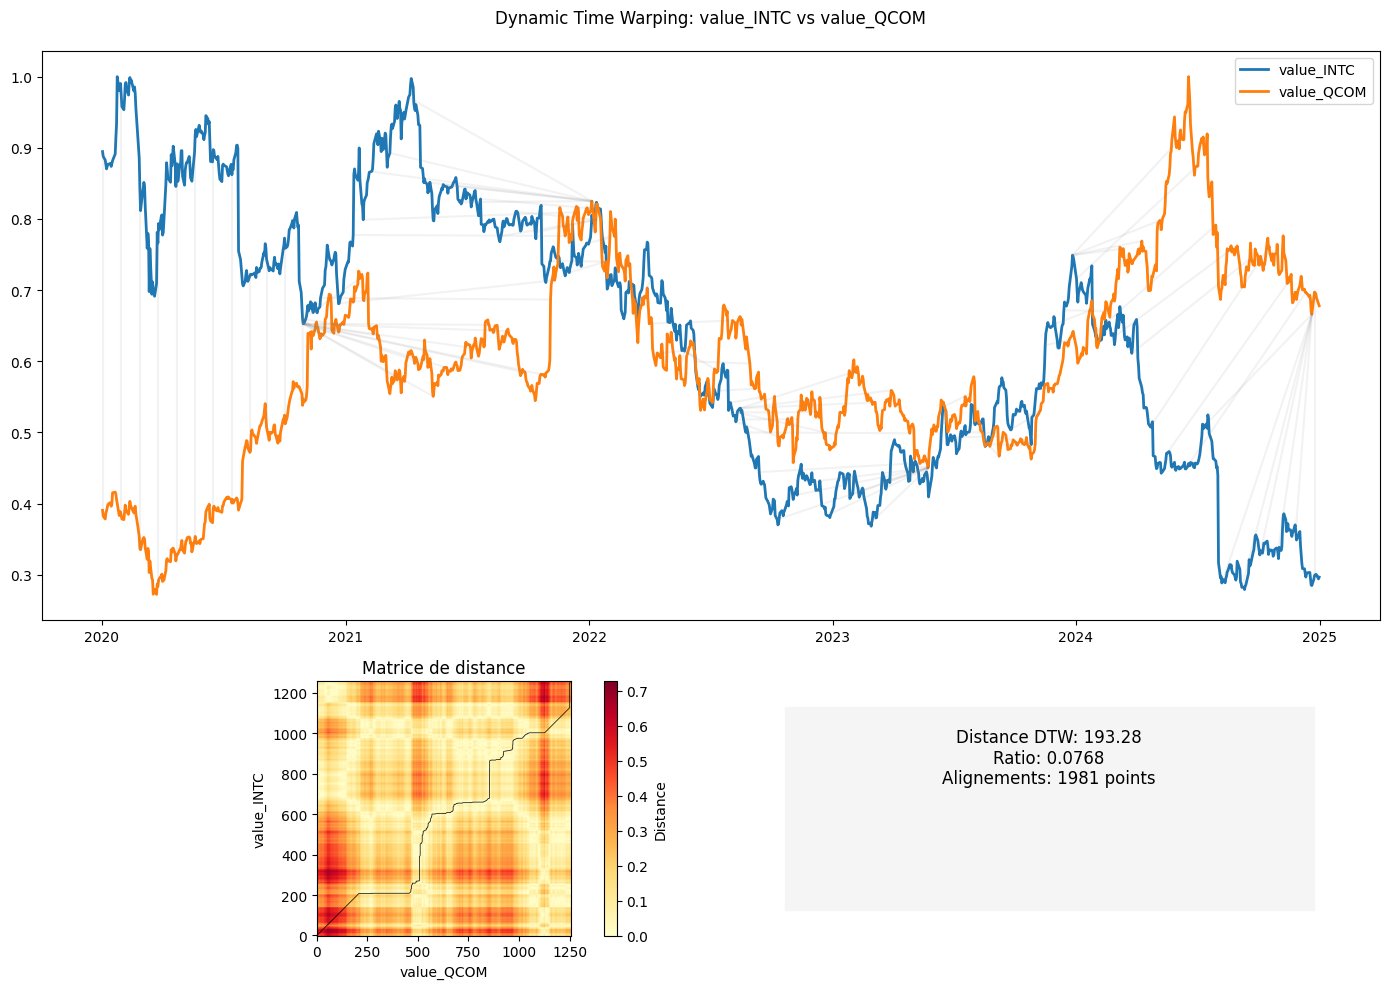 Dynamic Time Warping: value_INTC vs value_QCOM
value_INTC
value_QCOM
1.0
0.9
0.8
0.7
0.6
0.5
0.4
0.3
2020 2021 2022 2023 2024 2025
Matrice de distance
value_INTC
1200
1000
800
600
400
200
0
0 250 500 750 1000 1250
value_QCOM
0.7
0.6
0.5
0.4
0.3
0.2
0.1
0.0
Distance
Distance DTW: 193.28
Ratio: 0.0768
Alignements: 1981 points